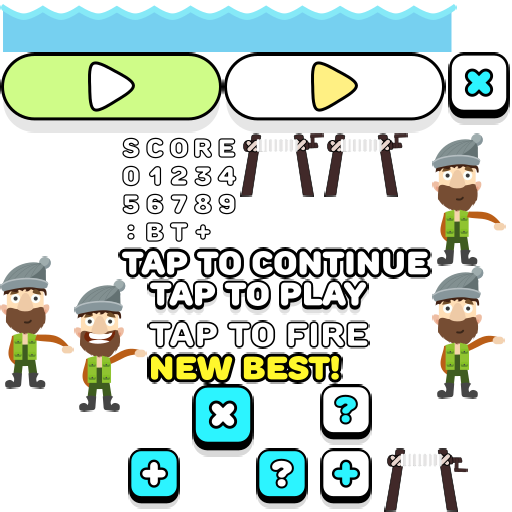 SCORE
01234
56789
:BT+
TAP TO CONTINUE
TAP TO PLAY
TAP TO FIRE
NEW BEST!
?
+
?
+